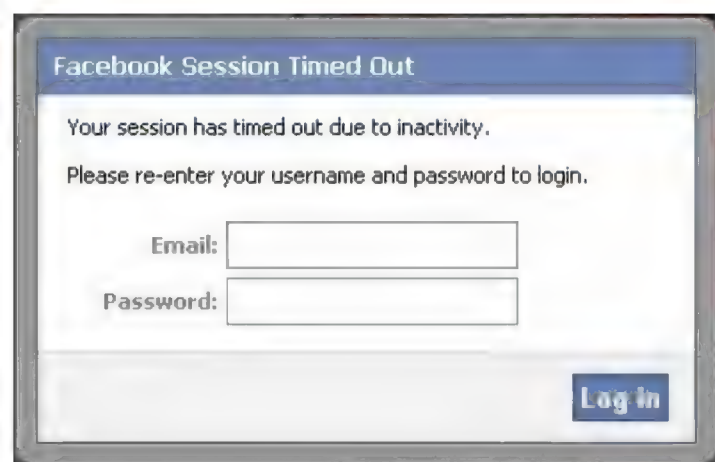 Facebook Session Timed Out
Your session has timed out due to inactivity.
Please re-enter your username and password to login.
Email:
Password:
Log in